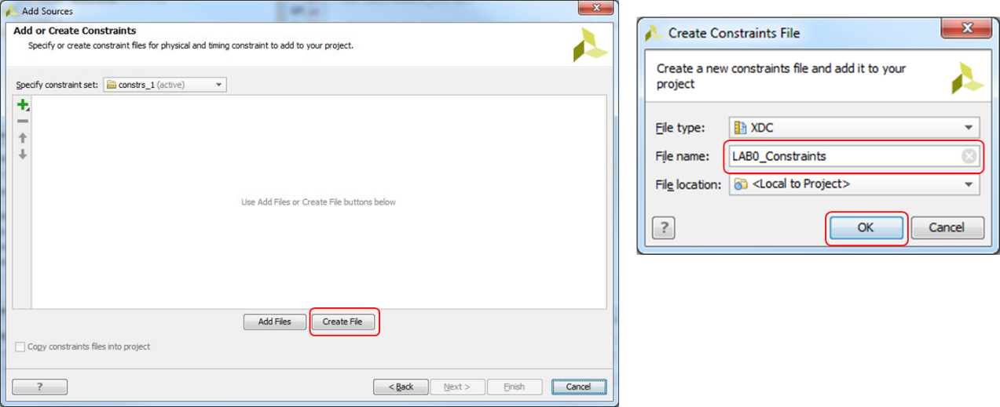 Add Sources
Add or Create Constraints
Specify or create constraint files for physical and timing constraint to add to your project.
Specify constraint set: constrs_1 (active)
Use Add Files or Create File buttons below
Add Files Create File
Copy constraints files into project
? < Back Next > Finish Cancel
Create Constraints File
Create a new constraints file and add it to your
project
File type: XDC
File name: LAB0_Constraints
File location: <Local to Project>
? OK Cancel